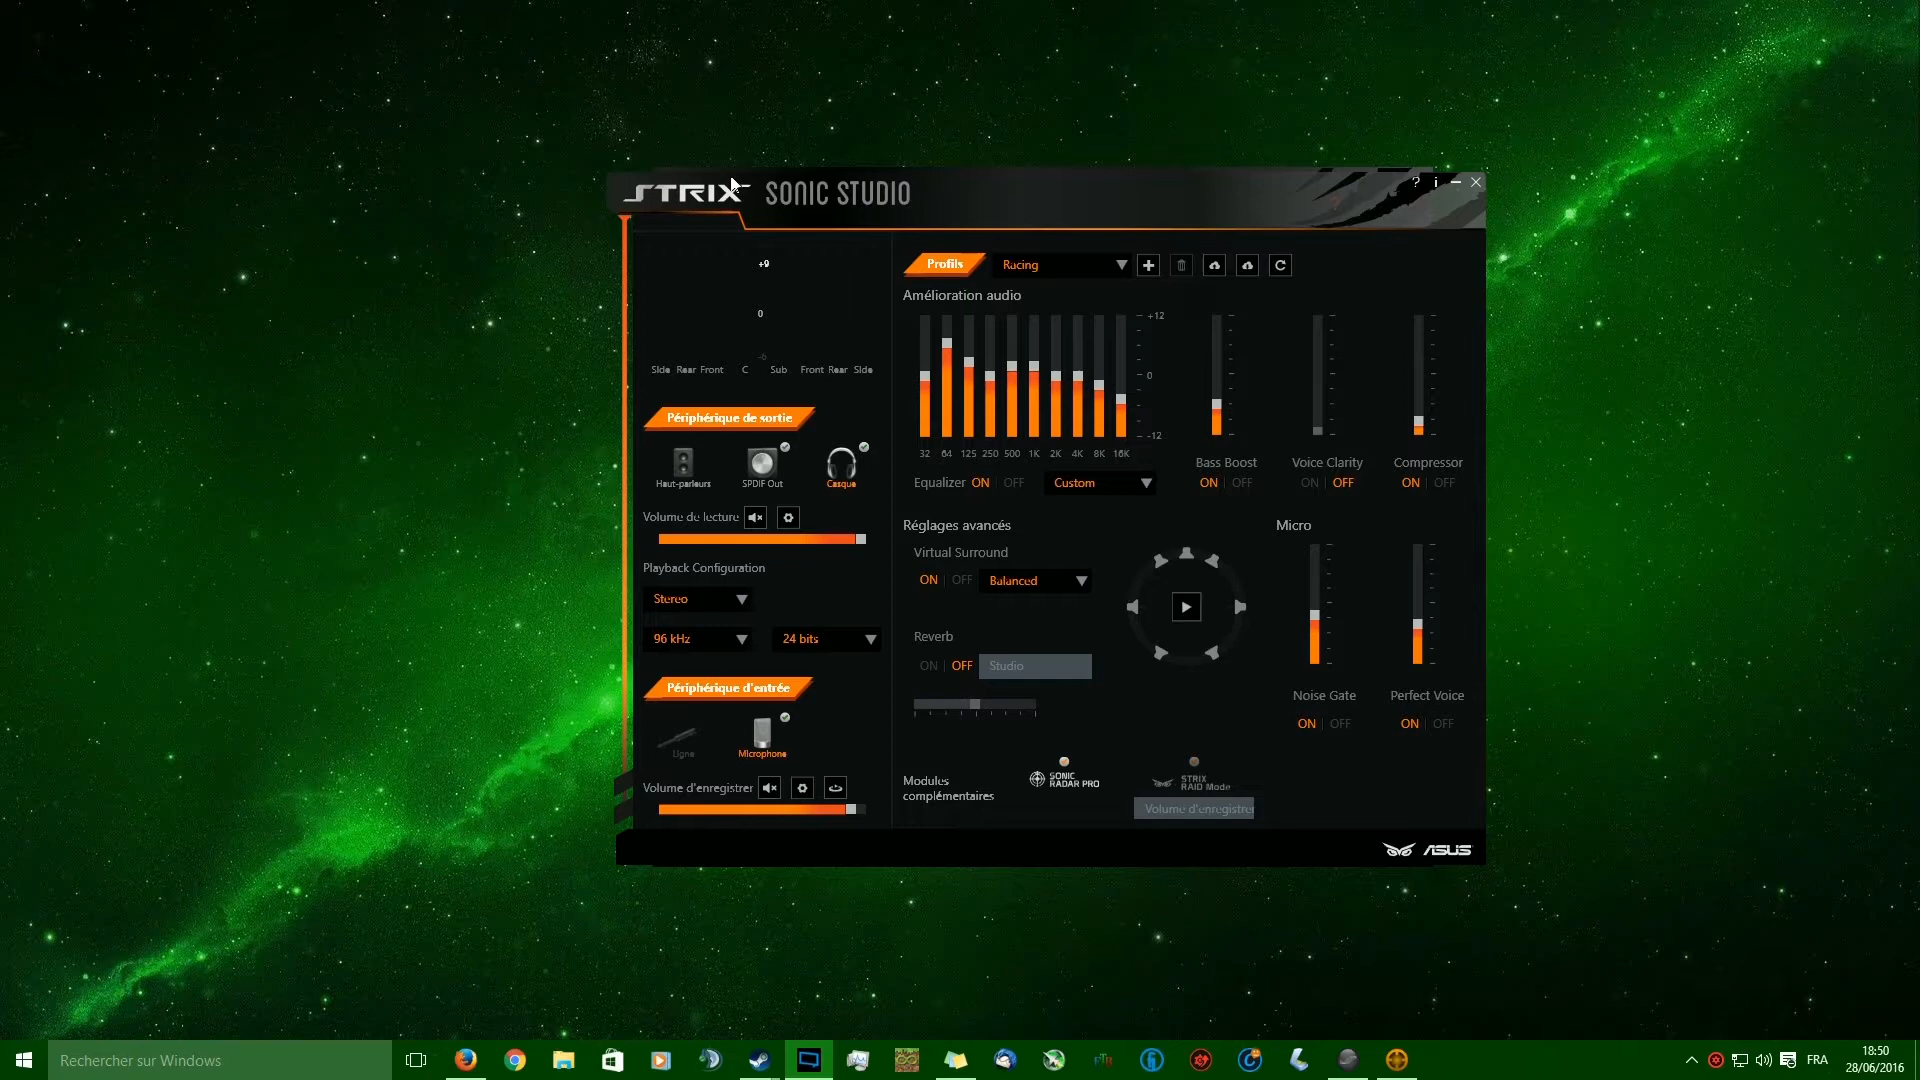 STRIX SONIC STUDIO
? i
+9
0
-6
Side Rear Front C Sub Front Rear Side
Périphérique de sortie
Haut-parleurs SPDIF Out Casque
Volume de lecture
Playback Configuration
Stereo
96 kHz 24 bits
Périphérique d'entrée
Ligne Microphone
Volume d'enregistrer
Profils Racing
Amélioration audio
+12
0
-12
32 64 125 250 500 1K 2K 4K 8K 16K
Equalizer ON OFF Custom
Bass Boost Voice Clarity Compressor
ON OFF ON OFF ON OFF
Réglages avancés
Virtual Surround
ON OFF Balanced
Reverb
ON OFF Studio
Micro
Noise Gate Perfect Voice
ON OFF ON OFF
Modules
complémentaires
SONIC
RADAR PRO
STRIX
RAID Mode
Volume d'enregistrer
ASUS
Rechercher sur Windows
FTB
FRA
18:50
28/06/2016